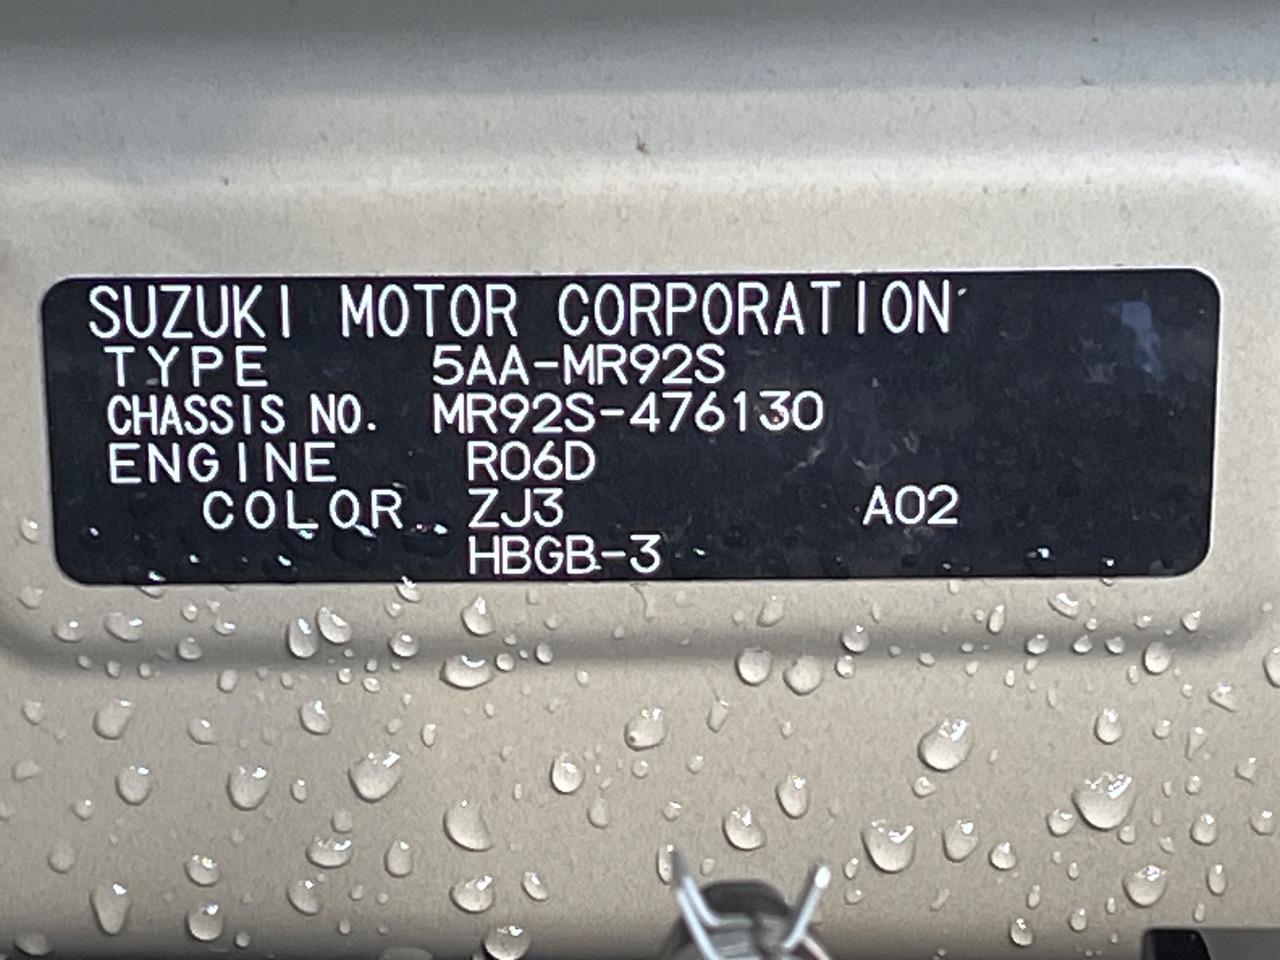 SUZUKI MOTOR CORPORATION
TYPE 5AA-MR92S
CHASSIS NO. MR92S-476130
ENGINE R06D
COLOR ZJ3 A02
HBGB-3